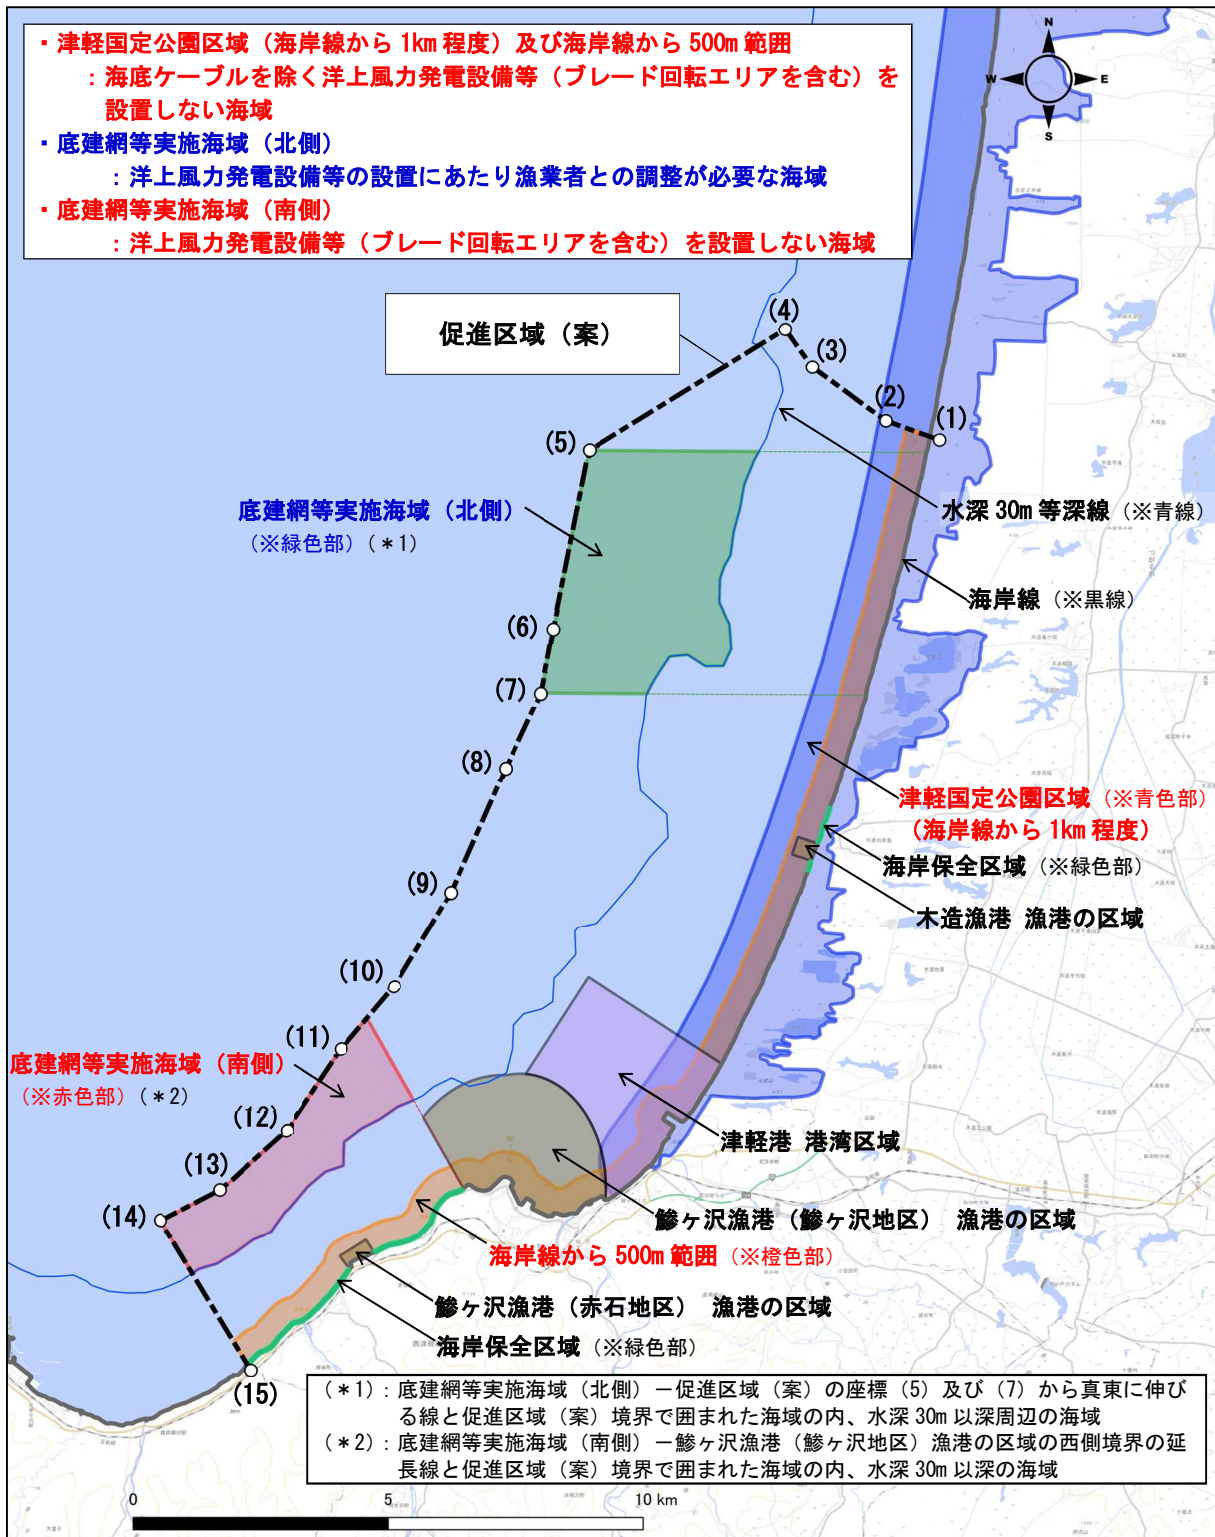 ・津軽国定公園区域（海岸線から1km程度）及び海岸線から500m範囲
：海底ケーブルを除く洋上風力発電設備等（ブレード回転エリアを含む）を
設置しない海域
・底建網等実施海域（北側）
：洋上風力発電設備等の設置にあたり漁業者との調整が必要な海域
・底建網等実施海域（南側）
：洋上風力発電設備等（ブレード回転エリアを含む）を設置しない海域
N
W
E
S
促進区域（案）
(4)
(3)
(2)
(1)
(5)
底建網等実施海域（北側）
（※緑色部）（＊1）
水深30m等深線（※青線）
海岸線（※黒線）
(6)
(7)
(8)
津軽国定公園区域（※青色部）
（海岸線から1km程度）
海岸保全区域（※緑色部）
(9)
木造漁港 漁港の区域
(10)
(11)
底建網等実施海域（南側）
（※赤色部）（＊2）
(12)
津軽港 港湾区域
(13)
(14)
鰺ヶ沢漁港（鰺ヶ沢地区） 漁港の区域
海岸線から500m範囲（※橙色部）
鰺ヶ沢漁港（赤石地区） 漁港の区域
海岸保全区域（※緑色部）
(15)
（＊1）：底建網等実施海域（北側）－促進区域（案）の座標（5）及び（7）から真東に伸び
る線と促進区域（案）境界で囲まれた海域の内、水深30m以深周辺の海域
（＊2）：底建網等実施海域（南側）－鰺ヶ沢漁港（鰺ヶ沢地区）漁港の区域の西側境界の延
長線と促進区域（案）境界で囲まれた海域の内、水深30m以深の海域
0
5
10 km